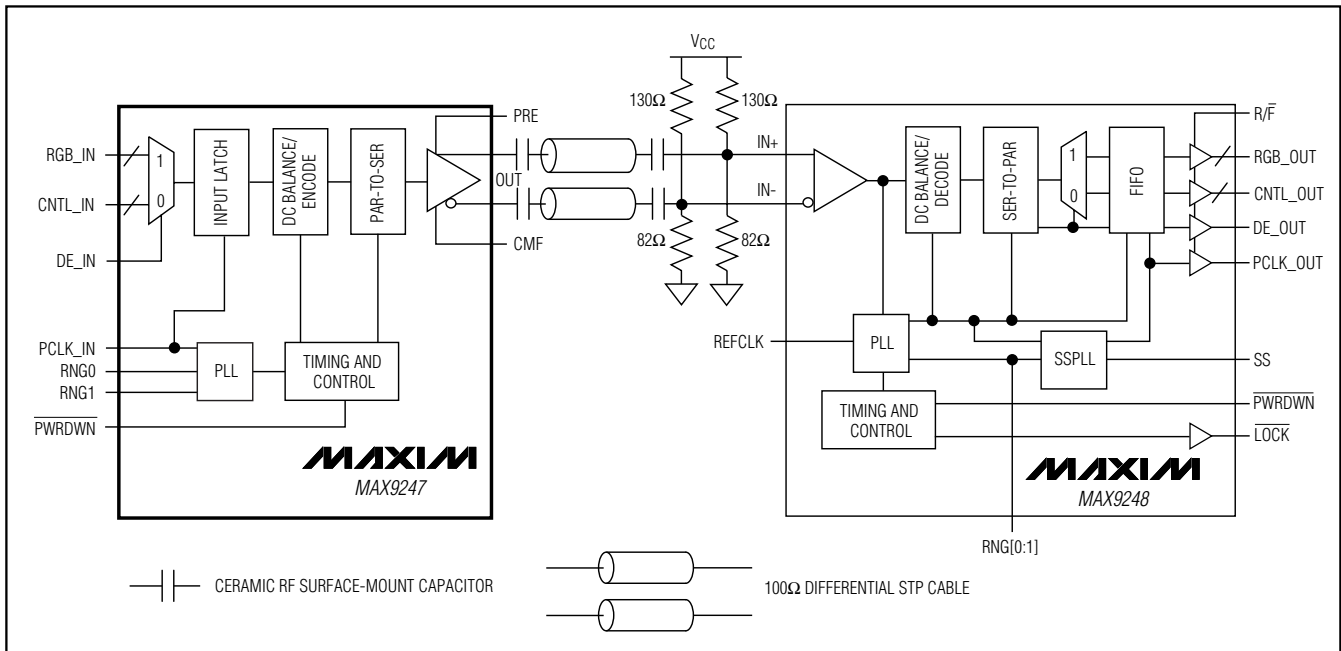 VCC
130Ω
130Ω
PRE
RGB_IN
CNTL_IN
DE_IN
PCLK_IN
RNG0
RNG1
PWRDWN
1
0
INPUT LATCH
DC BALANCE/
ENCODE
PAR-TO-SER
OUT
CMF
PLL
TIMING AND
CONTROL
MAXIM
MAX9247
IN+
IN-
82Ω
82Ω
DC BALANCE/
DECODE
SER-TO-PAR
1
0
FIFO
R/F
RGB_OUT
CNTL_OUT
DE_OUT
PCLK_OUT
REFCLK
PLL
SSPLL
SS
TIMING AND
CONTROL
PWRDWN
LOCK
MAXIM
MAX9248
RNG[0:1]
CERAMIC RF SURFACE-MOUNT CAPACITOR
100Ω DIFFERENTIAL STP CABLE